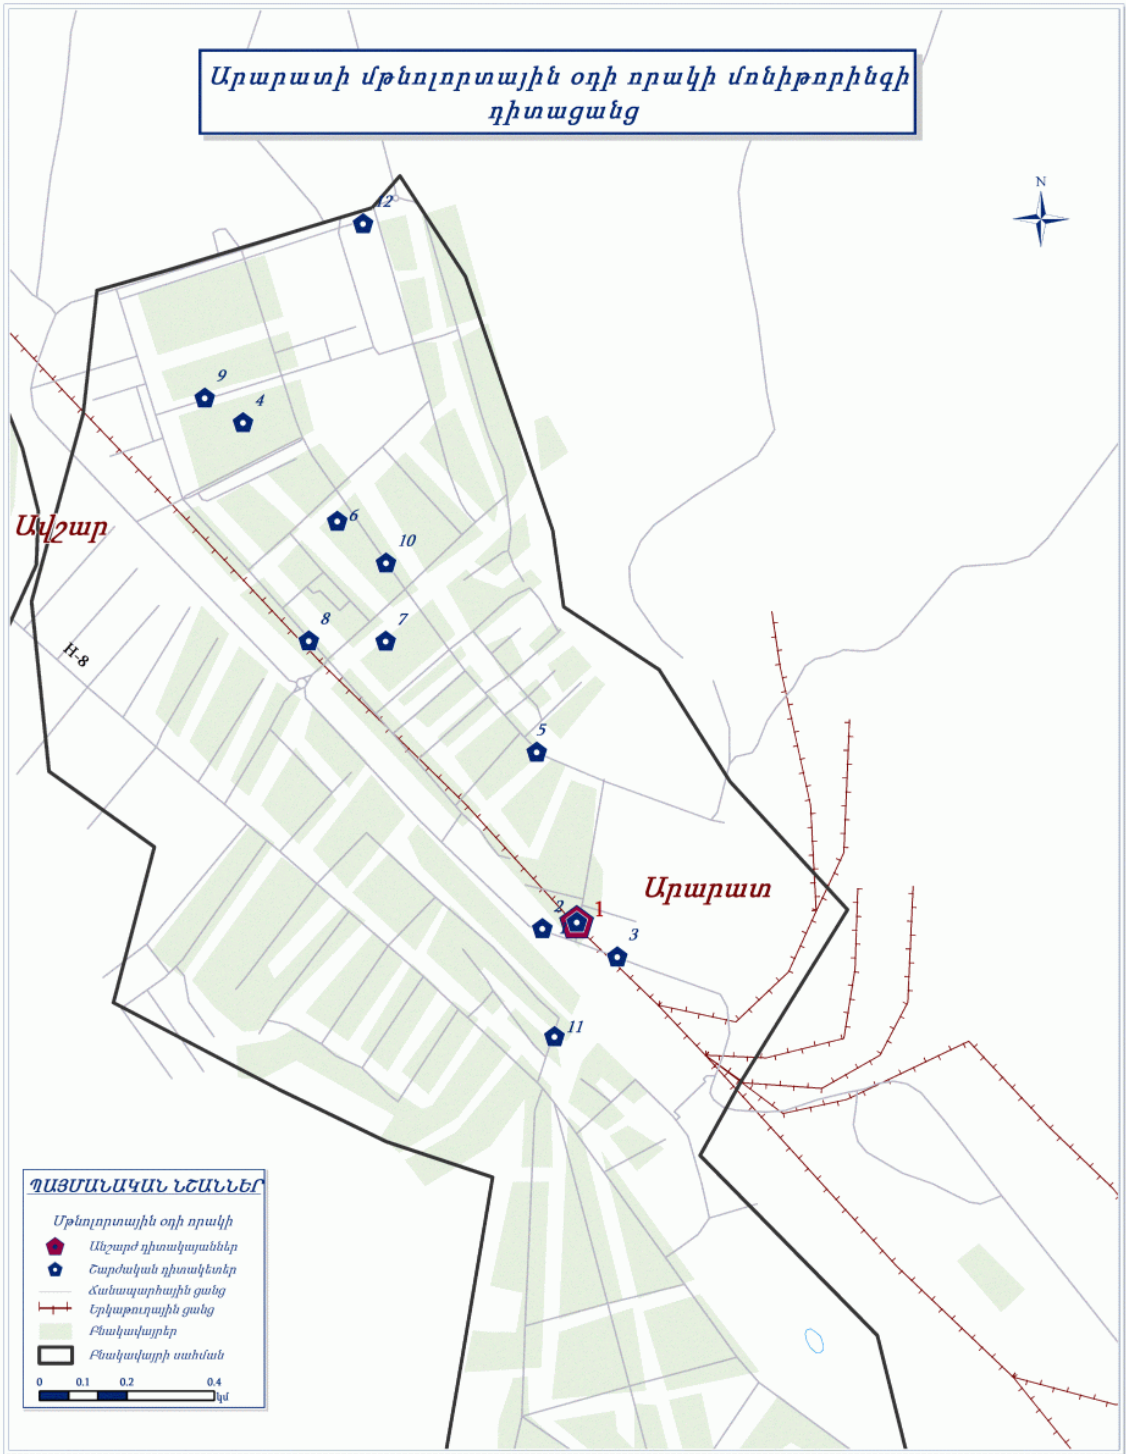 Արարատի մթնոլորտային օդի որակի մոնիթորինգի
դիտացանց
N
12
9
4
Ավշար
6
10
8
7
H-8
5
Արարատ
2
1
1
3
11
ՊԱՅՄԱՆԱԿԱՆ ՆՇԱՆՆԵՐ
Մթնոլորտային օդի որակի
Անշարժ դիտակայաններ
Շարժական դիտակետեր
Ճանապարհային ցանց
Երկաթուղային ցանց
Բնակավայրեր
Բնակավայրի սահման
0 0.1 0.2 0.4
կմ